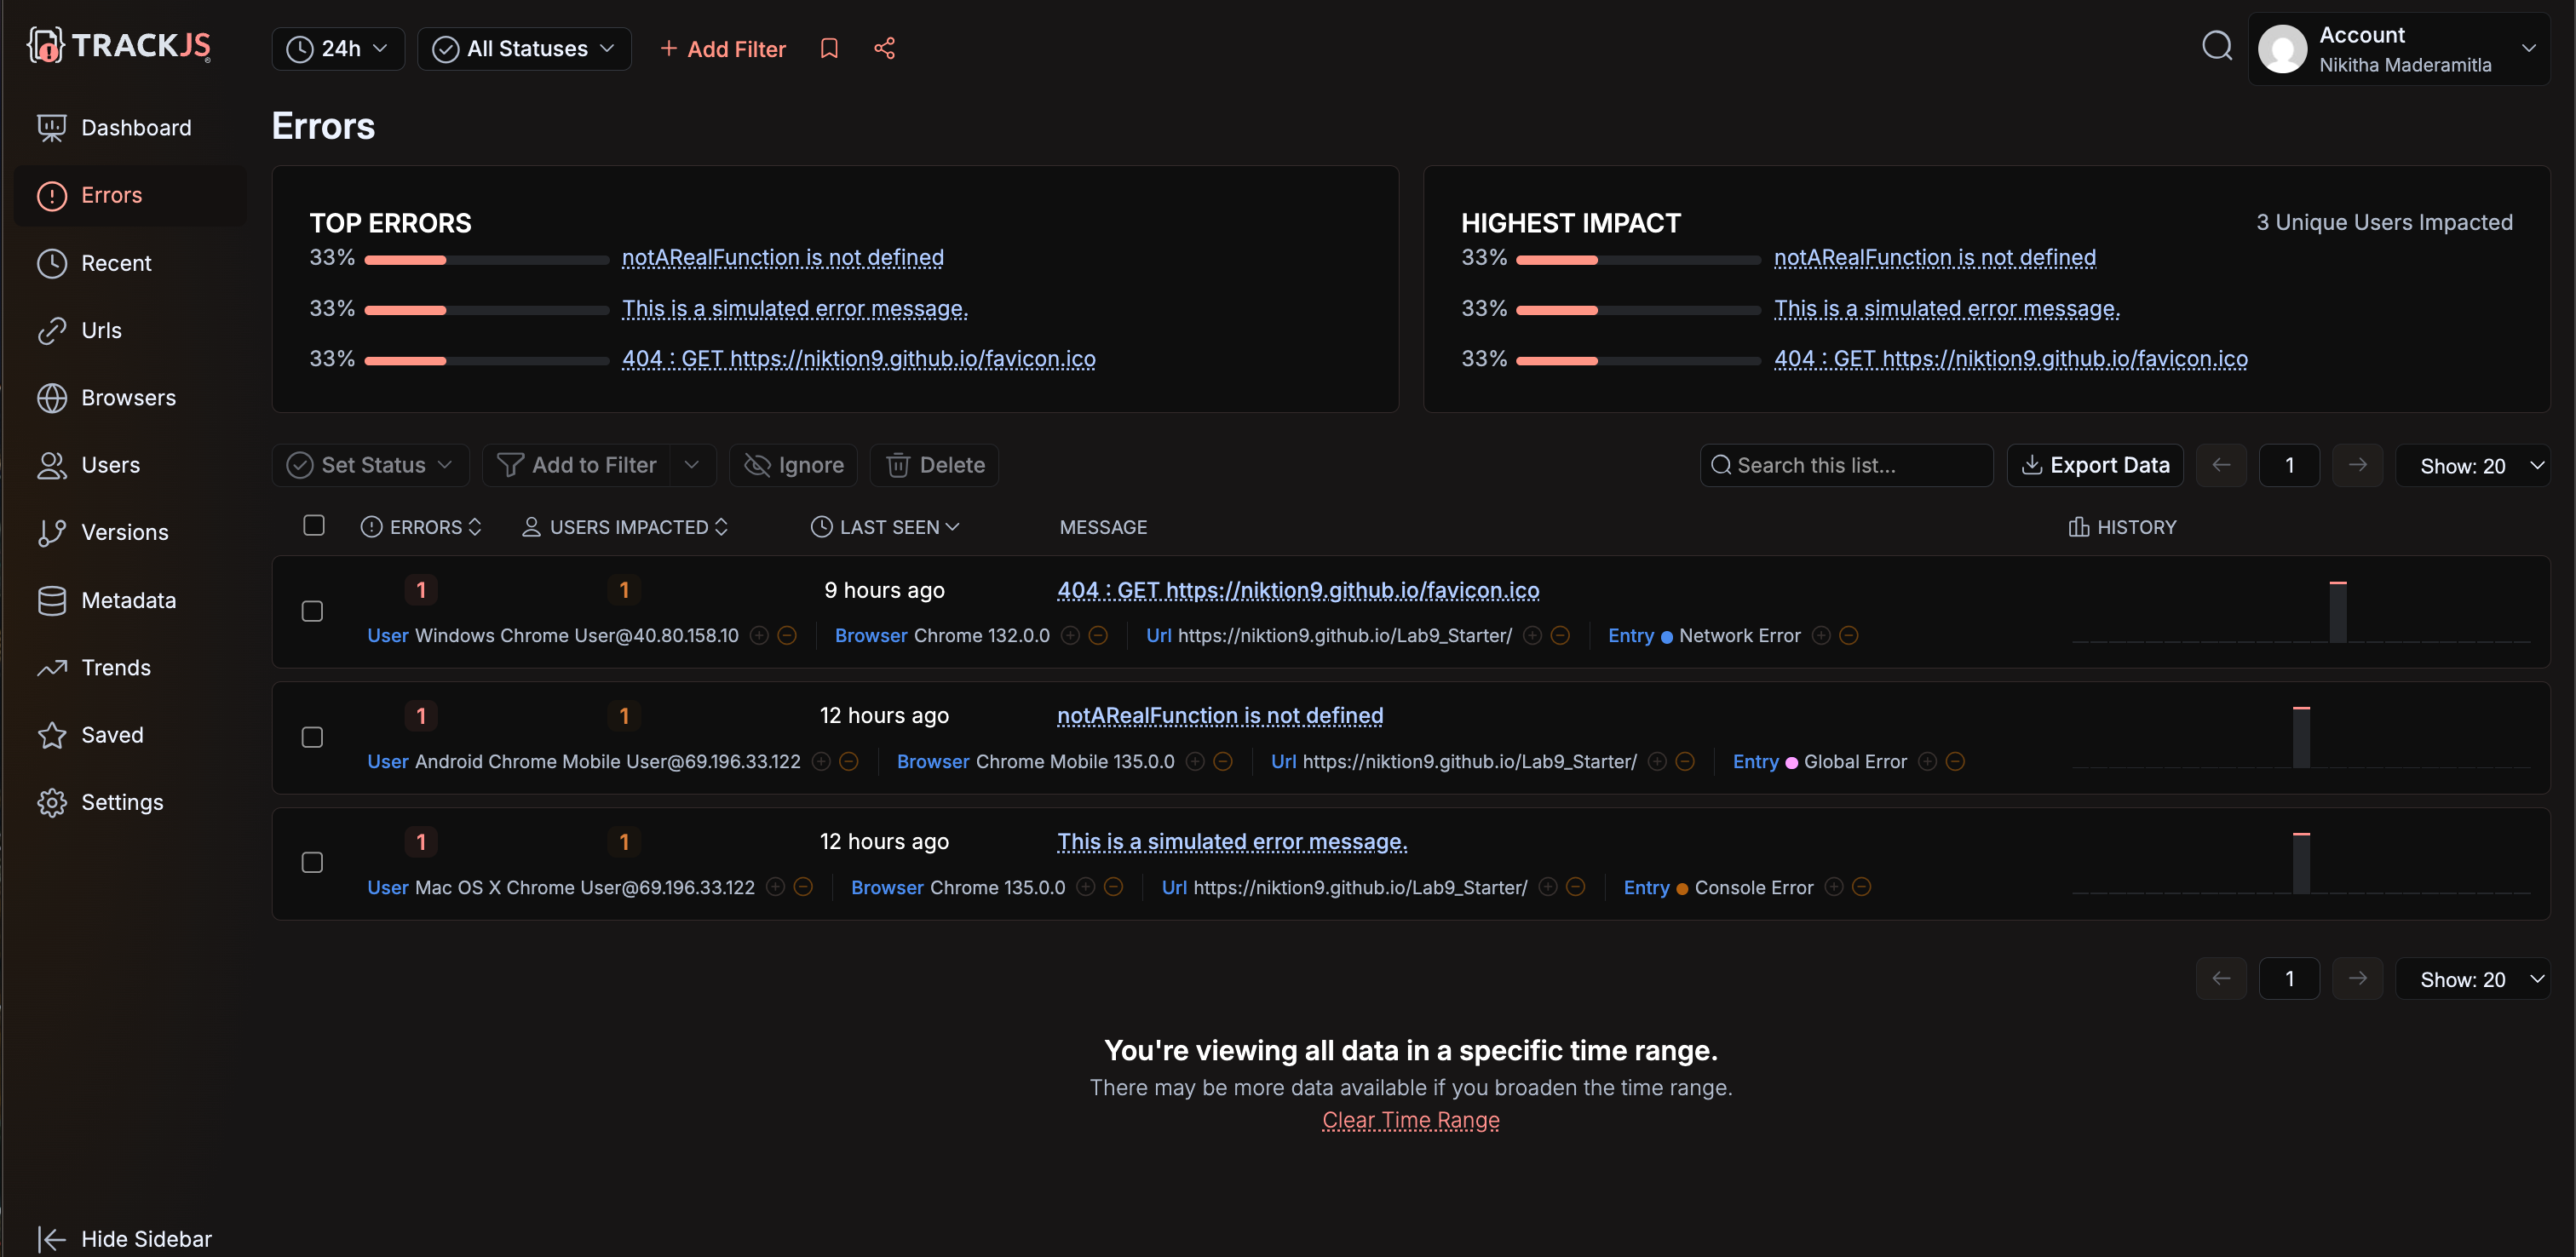 TRACKJS
24h
All Statuses
+ Add Filter
Account
Nikitha Maderamitla
Dashboard
Errors
Recent
Urls
Browsers
Users
Versions
Metadata
Trends
Saved
Settings
Hide Sidebar
Errors
TOP ERRORS
33% notARealFunction is not defined
33% This is a simulated error message.
33% 404 : GET https://niktion9.github.io/favicon.ico
HIGHEST IMPACT
3 Unique Users Impacted
33% notARealFunction is not defined
33% This is a simulated error message.
33% 404 : GET https://niktion9.github.io/favicon.ico
Set Status
Add to Filter
Ignore
Delete
Search this list...
Export Data
1
Show: 20
ERRORS USERS IMPACTED LAST SEEN MESSAGE HISTORY
1 1 9 hours ago 404 : GET https://niktion9.github.io/favicon.ico
User Windows Chrome User@40.80.158.10 Browser Chrome 132.0.0 Url https://niktion9.github.io/Lab9_Starter/ Entry Network Error
1 1 12 hours ago notARealFunction is not defined
User Android Chrome Mobile User@69.196.33.122 Browser Chrome Mobile 135.0.0 Url https://niktion9.github.io/Lab9_Starter/ Entry Global Error
1 1 12 hours ago This is a simulated error message.
User Mac OS X Chrome User@69.196.33.122 Browser Chrome 135.0.0 Url https://niktion9.github.io/Lab9_Starter/ Entry Console Error
1
Show: 20
You're viewing all data in a specific time range.
There may be more data available if you broaden the time range.
Clear Time Range